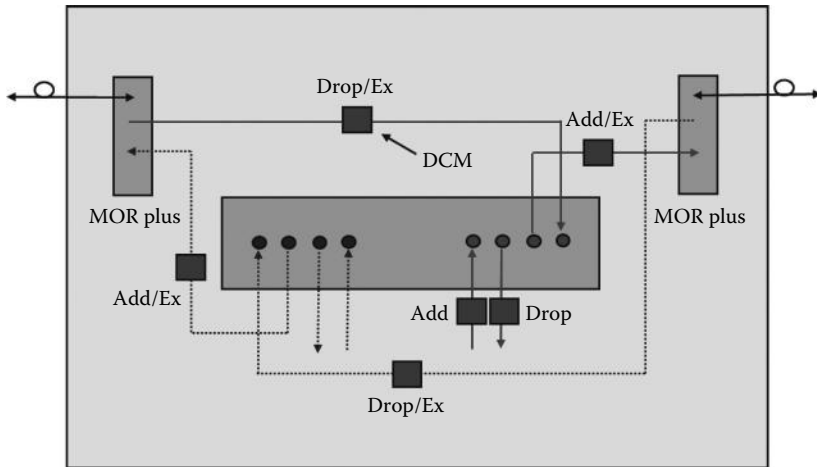 Drop/Ex
Add/Ex
DCM
MOR plus
MOR plus
Add/Ex
Add
Drop
Drop/Ex